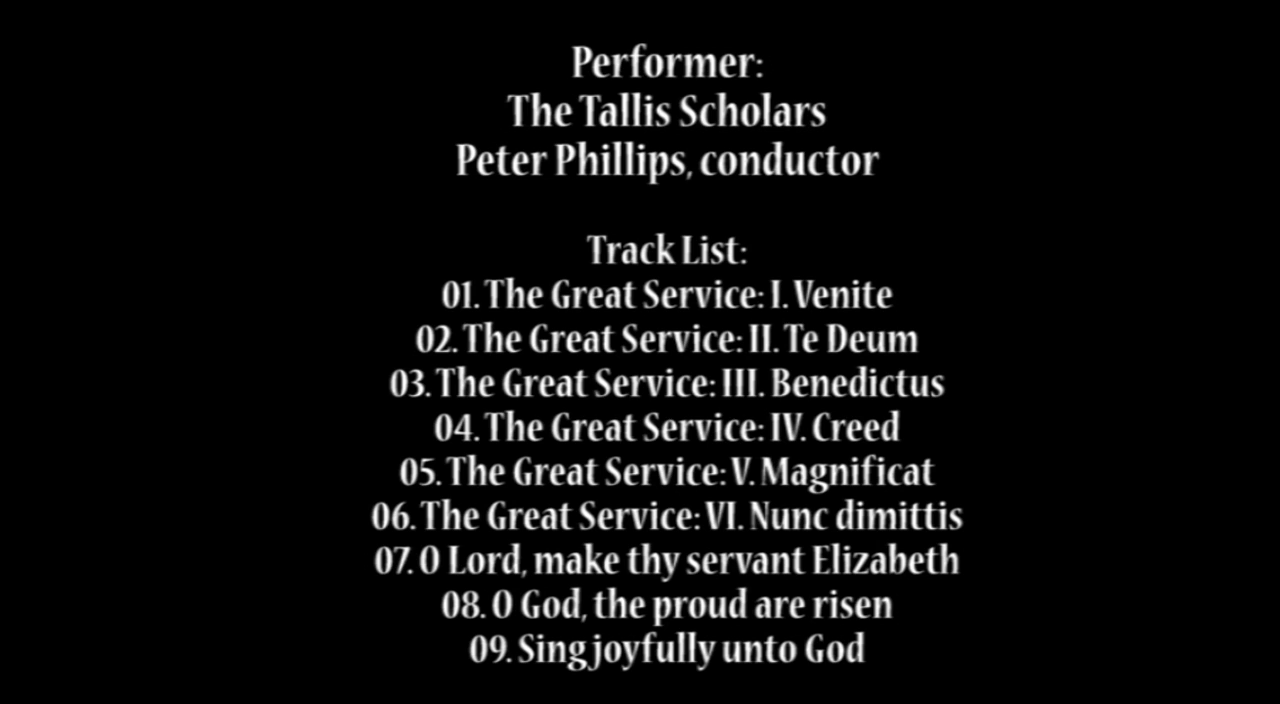 Performer:
The Tallis Scholars
Peter Phillips, conductor
Track List:
01. The Great Service: I. Venite
02. The Great Service: II. Te Deum
03. The Great Service: III. Benedictus
04. The Great Service: IV. Creed
05. The Great Service: V. Magnificat
06. The Great Service: VI. Nunc dimittis
07. O Lord, make thy servant Elizabeth
08. O God, the proud are risen
09. Sing joyfully unto God